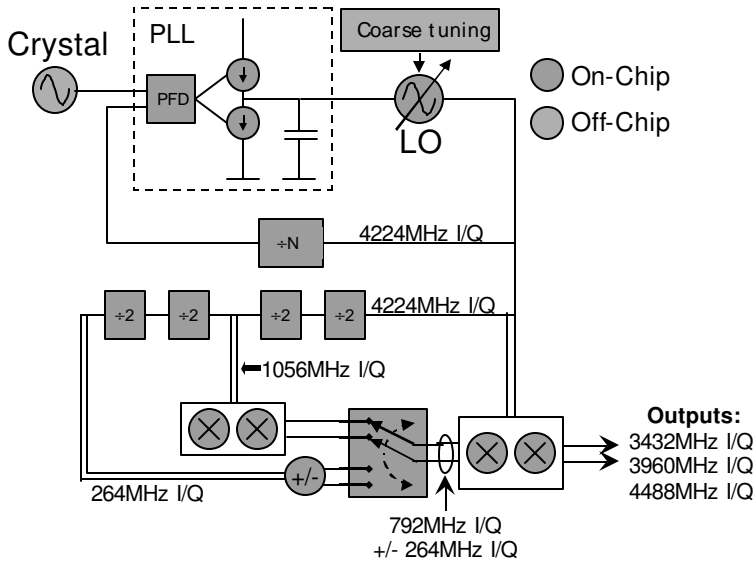 Crystal
PLL
Coarse tuning
PFD
LO
On-Chip
Off-Chip
÷N
4224MHz I/Q
÷2
÷2
÷2
÷2
4224MHz I/Q
1056MHz I/Q
+/-
264MHz I/Q
792MHz I/Q
+/- 264MHz I/Q
Outputs:
3432MHz I/Q
3960MHz I/Q
4488MHz I/Q